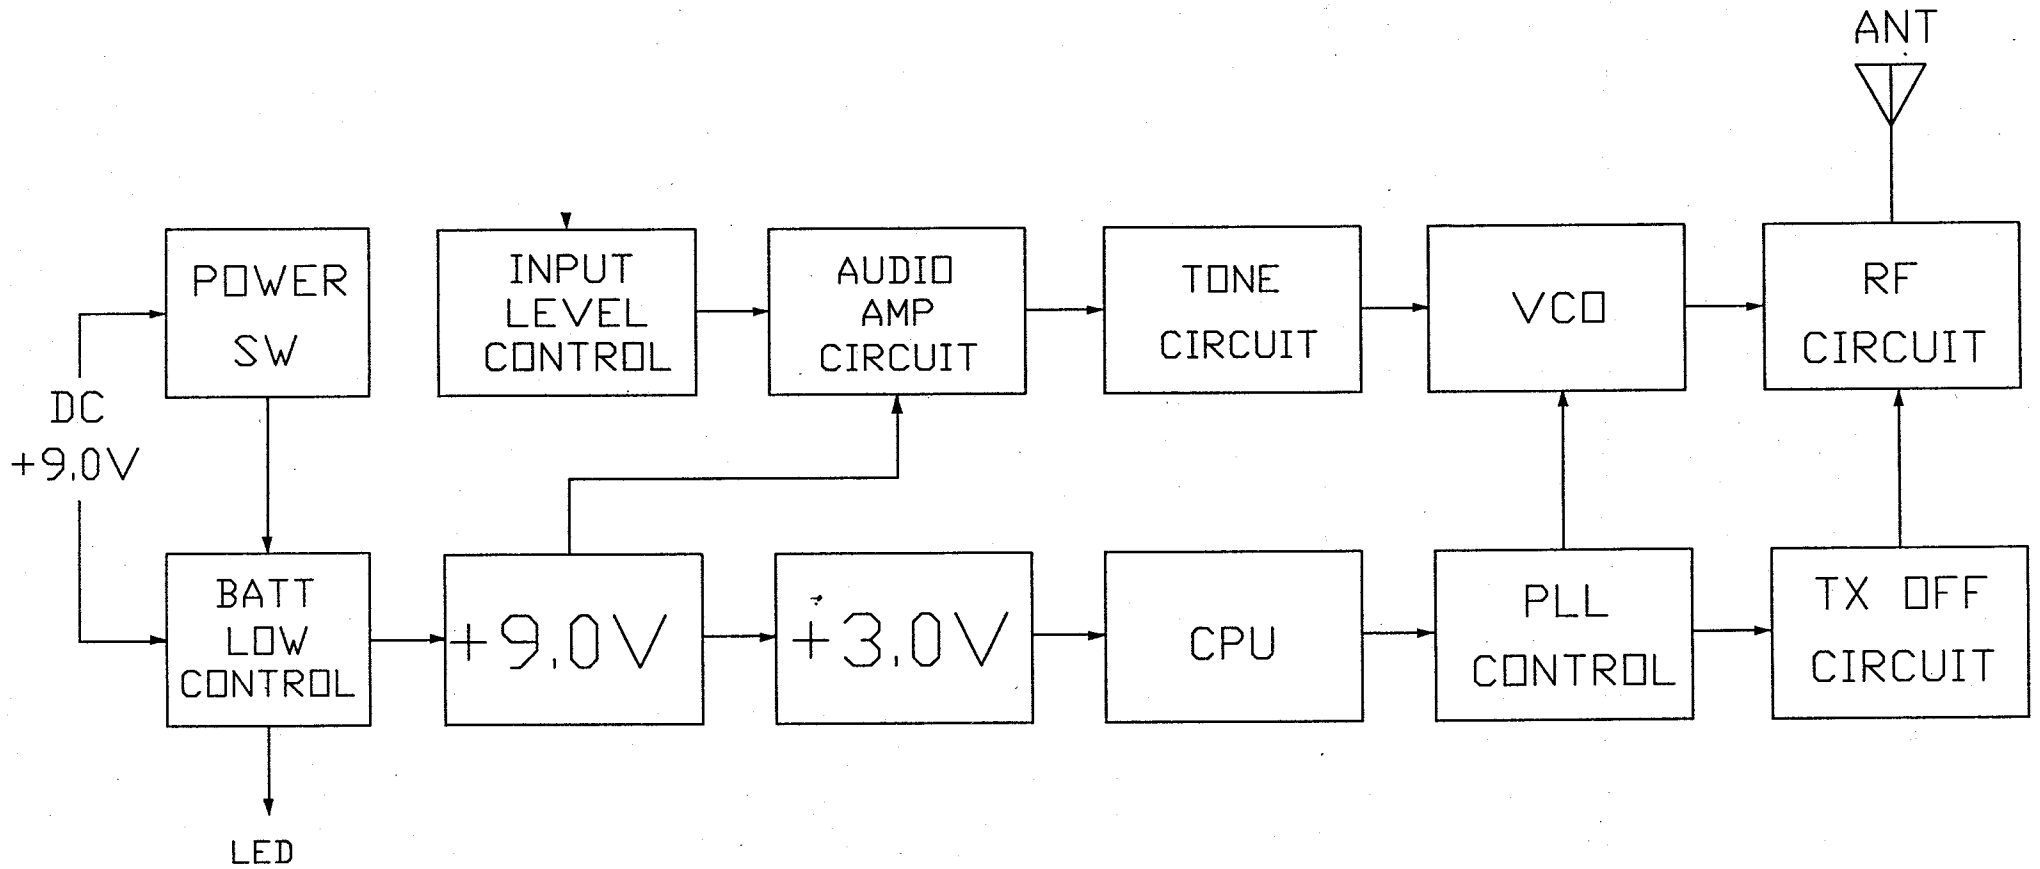 ANT
POWER
SW
INPUT
LEVEL
CONTROL
AUDIO
AMP
CIRCUIT
TONE
CIRCUIT
VCO
RF
CIRCUIT
DC
+9.0V
BATT
LOW
CONTROL
+9.0V
+3.0V
CPU
PLL
CONTROL
TX OFF
CIRCUIT
LED